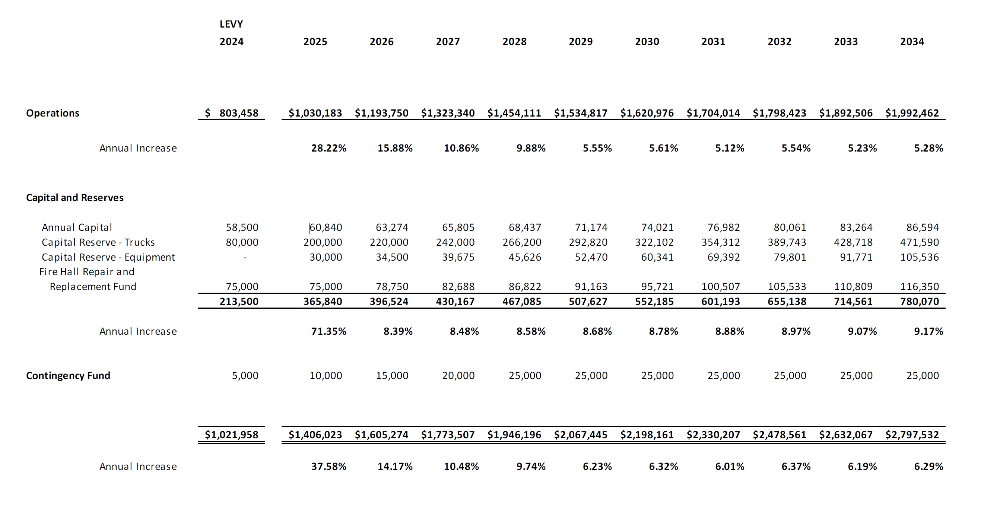 LEVY
2024 2025 2026 2027 2028 2029 2030 2031 2032 2033 2034
Operations $ 803,458 $1,030,183 $1,193,750 $1,323,340 $1,454,111 $1,534,817 $1,620,976 $1,704,014 $1,798,423 $1,892,506 $1,992,462
Annual Increase 28.22% 15.88% 10.86% 9.88% 5.55% 5.61% 5.12% 5.54% 5.23% 5.28%
Capital and Reserves
Annual Capital 58,500 60,840 63,274 65,805 68,437 71,174 74,021 76,982 80,061 83,264 86,594
Capital Reserve - Trucks 80,000 200,000 220,000 242,000 266,200 292,820 322,102 354,312 389,743 428,718 471,590
Capital Reserve - Equipment - 30,000 34,500 39,675 45,626 52,470 60,341 69,392 79,801 91,771 105,536
Fire Hall Repair and
Replacement Fund 75,000 75,000 78,750 82,688 86,822 91,163 95,721 100,507 105,533 110,809 116,350
213,500 365,840 396,524 430,167 467,085 507,627 552,185 601,193 655,138 714,561 780,070
Annual Increase 71.35% 8.39% 8.48% 8.58% 8.68% 8.78% 8.88% 8.97% 9.07% 9.17%
Contingency Fund 5,000 10,000 15,000 20,000 25,000 25,000 25,000 25,000 25,000 25,000 25,000
$1,021,958 $1,406,023 $1,605,274 $1,773,507 $1,946,196 $2,067,445 $2,198,161 $2,330,207 $2,478,561 $2,632,067 $2,797,532
Annual Increase 37.58% 14.17% 10.48% 9.74% 6.23% 6.32% 6.01% 6.37% 6.19% 6.29%